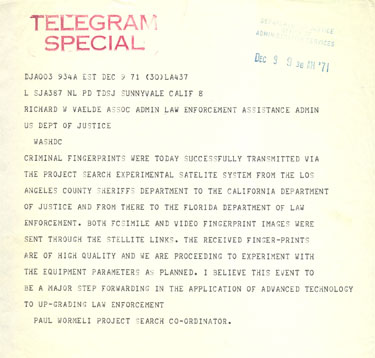 TELEGRAM
SPECIAL
DEC 9 71
DJA003 934A EST DEC 9 71 (30)LA437
L SJA387 NL PD TDSJ SUNNYVALE CALIF 8
RICHARD W VAELDE ASSOC ADMIN LAW ENFORCEMENT ASSISTANCE ADMIN
US DEPT OF JUSTICE
WASHDC
CRIMINAL FINGERPRINTS WERE TODAY SUCCESSFULLY TRANSMITTED VIA
THE PROJECT SEARCH EXPERIMENTAL SATELITE SYSTEM FROM THE LOS
ANGELES COUNTY SHERIFFS DEPARTMENT TO THE CALIFORNIA DEPARTMENT
OF JUSTICE AND FROM THERE TO THE FLORIDA DEPARTMENT OF LAW
ENFORCEMENT. BOTH FCSIMILE AND VIDEO FINGERPRINT IMAGES WERE
SENT THROUGH THE STELLITE LINKS. THE RECEIVED FINGER-PRINTS
ARE OF HIGH QUALITY AND WE ARE PROCEEDING TO EXPERIMENT WITH
THE EQUIPMENT PARAMETERS AS PLANNED. I BELIEVE THIS EVENT TO
BE A MAJOR STEP FORWARDING IN THE APPLICATION OF ADVANCED TECHNOLOGY
TO UP-GRADING LAW ENFORCEMENT
PAUL WORMELI PROJECT SEARCH CO-ORDINATOR.